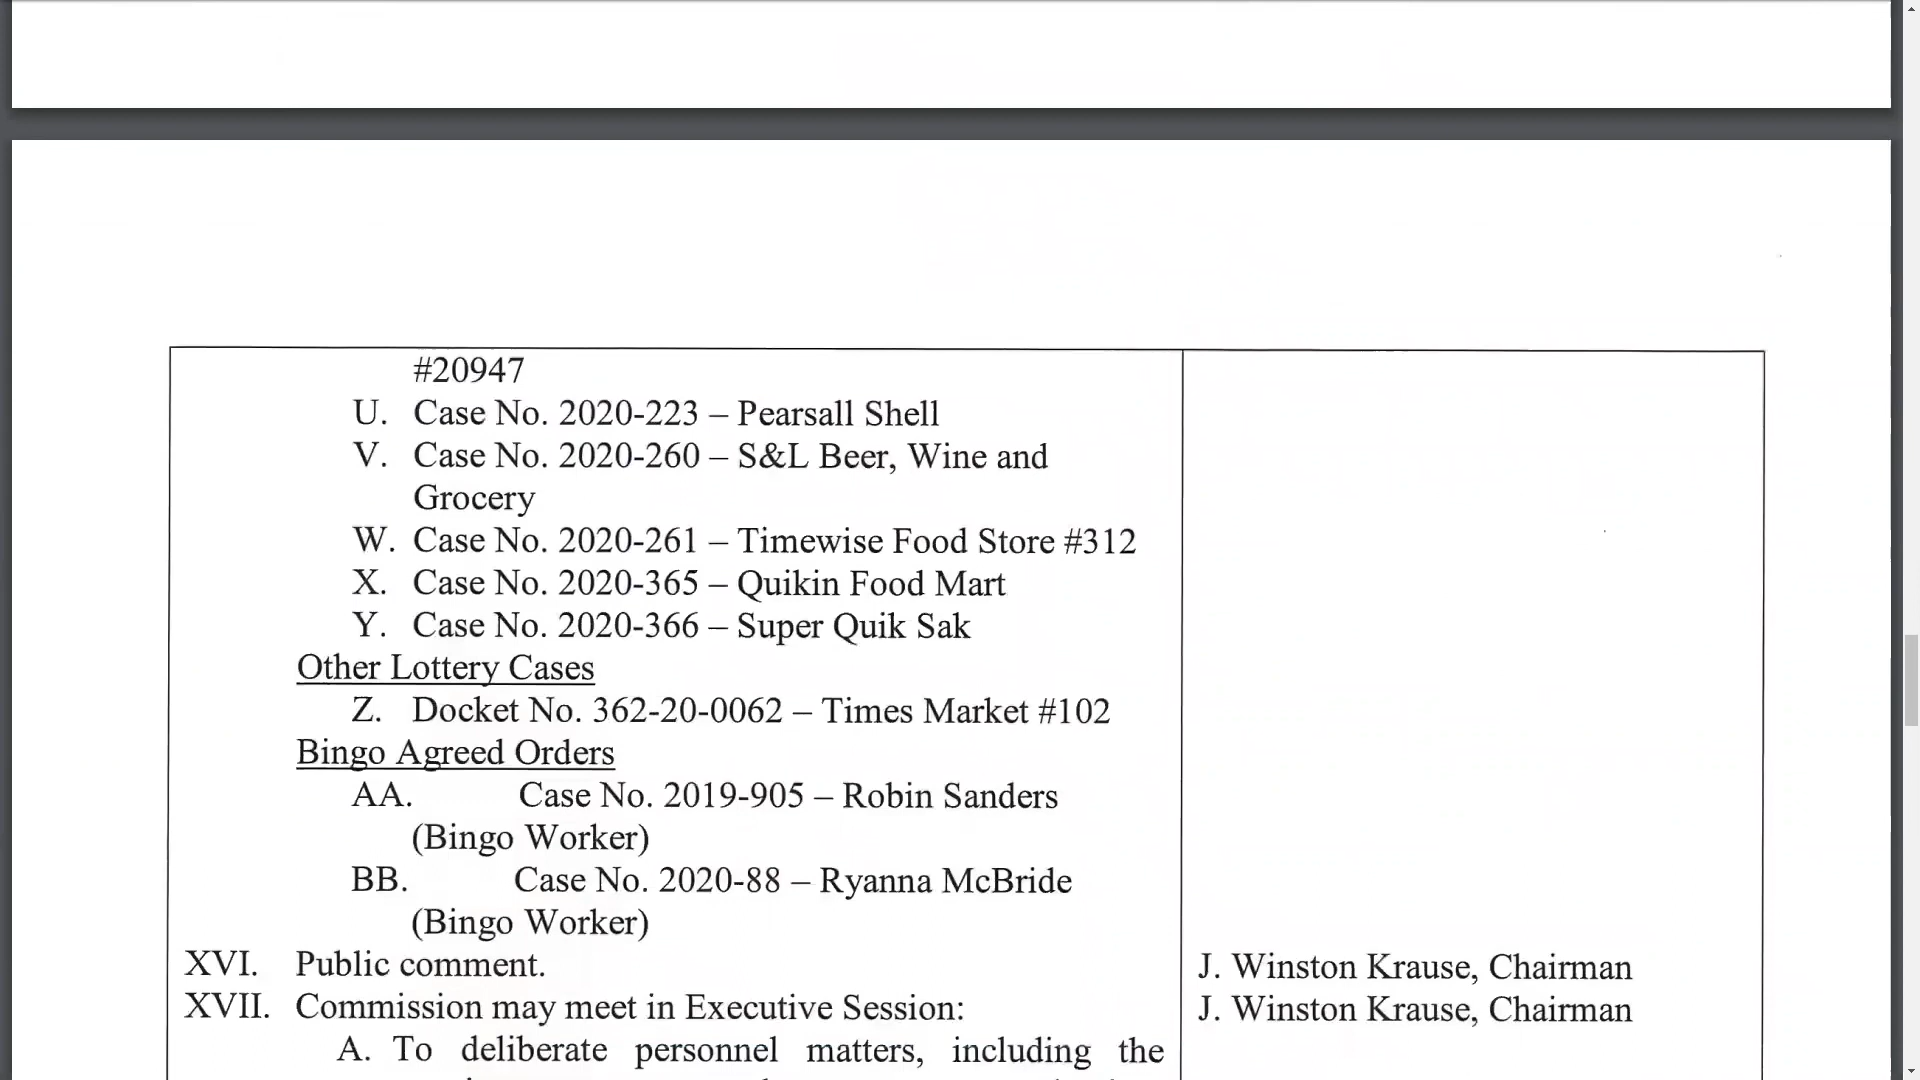 #20947
U. Case No. 2020-223 – Pearsall Shell
V. Case No. 2020-260 – S&L Beer, Wine and
Grocery
W. Case No. 2020-261 – Timewise Food Store #312
X. Case No. 2020-365 – Quikin Food Mart
Y. Case No. 2020-366 – Super Quik Sak
Other Lottery Cases
Z. Docket No. 362-20-0062 – Times Market #102
Bingo Agreed Orders
AA. Case No. 2019-905 – Robin Sanders
(Bingo Worker)
BB. Case No. 2020-88 – Ryanna McBride
(Bingo Worker)
XVI. Public comment. J. Winston Krause, Chairman
XVII. Commission may meet in Executive Session: J. Winston Krause, Chairman
A. To deliberate personnel matters, including the